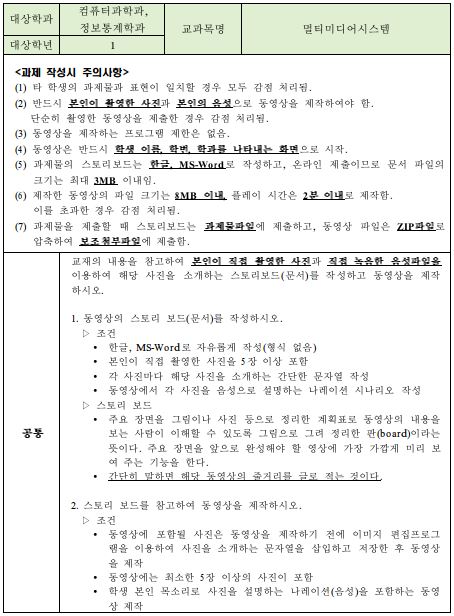 대상학과
컴퓨터과학과,
정보통계학과
교과목명
멀티미디어시스템
대상학년
1
<과제 작성시 주의사항>
(1) 타 학생의 과제물과 표현이 일치할 경우 모두 감점 처리됨.
(2) 반드시 본인이 촬영한 사진과 본인의 음성으로 동영상을 제작하여야 함.
단순히 촬영한 동영상을 제출한 경우 감점 처리됨.
(3) 동영상을 제작하는 프로그램 제한은 없음.
(4) 동영상은 반드시 학생 이름, 학번, 학과를 나타내는 화면으로 시작.
(5) 과제물의 스토리보드는 한글, MS-Word로 작성하고, 온라인 제출이므로 문서 파일의
크기는 최대 3MB 이내임.
(6) 제작한 동영상의 파일 크기는 8MB 이내, 플레이 시간은 2분 이내로 제작함.
이를 초과한 경우 감점 처리됨.
(7) 과제물을 제출할 때 스토리보드는 과제물파일에 제출하고, 동영상 파일은 ZIP파일로
압축하여 보조첨부파일에 제출함.
공통
교재의 내용을 참고하여 본인이 직접 촬영한 사진과 직접 녹음한 음성파일을
이용하여 해당 사진을 소개하는 스토리보드(문서)를 작성하고 동영상을 제작
하시오.
1. 동영상의 스토리 보드(문서)를 작성하시오.
▷ 조건
• 한글, MS-Word로 자유롭게 작성(형식 없음)
• 본인이 직접 촬영한 사진을 5장 이상 포함
• 각 사진마다 해당 사진을 소개하는 간단한 문자열 작성
• 동영상에서 각 사진을 음성으로 설명하는 나레이션 시나리오 작성
▷ 스토리 보드
• 주요 장면을 그림이나 사진 등으로 정리한 계획표로 동영상의 내용을
보는 사람이 이해할 수 있도록 그림으로 그려 정리한 판(board)이라는
뜻이다. 주요 장면을 앞으로 완성해야 할 영상에 가장 가깝게 미리 보
여 주는 기능을 한다.
• 간단히 말하면 해당 동영상의 줄거리를 글로 적는 것이다.
2. 스토리 보드를 참고하여 동영상을 제작하시오.
▷ 조건
• 동영상에 포함될 사진은 동영상을 제작하기 전에 이미지 편집프로그
램을 이용하여 사진을 소개하는 문자열을 삽입하고 저장한 후 동영상
을 제작
• 동영상에는 최소한 5장 이상의 사진이 포함
• 학생 본인 목소리로 사진을 설명하는 나레이션(음성)을 포함하는 동영
상 제작